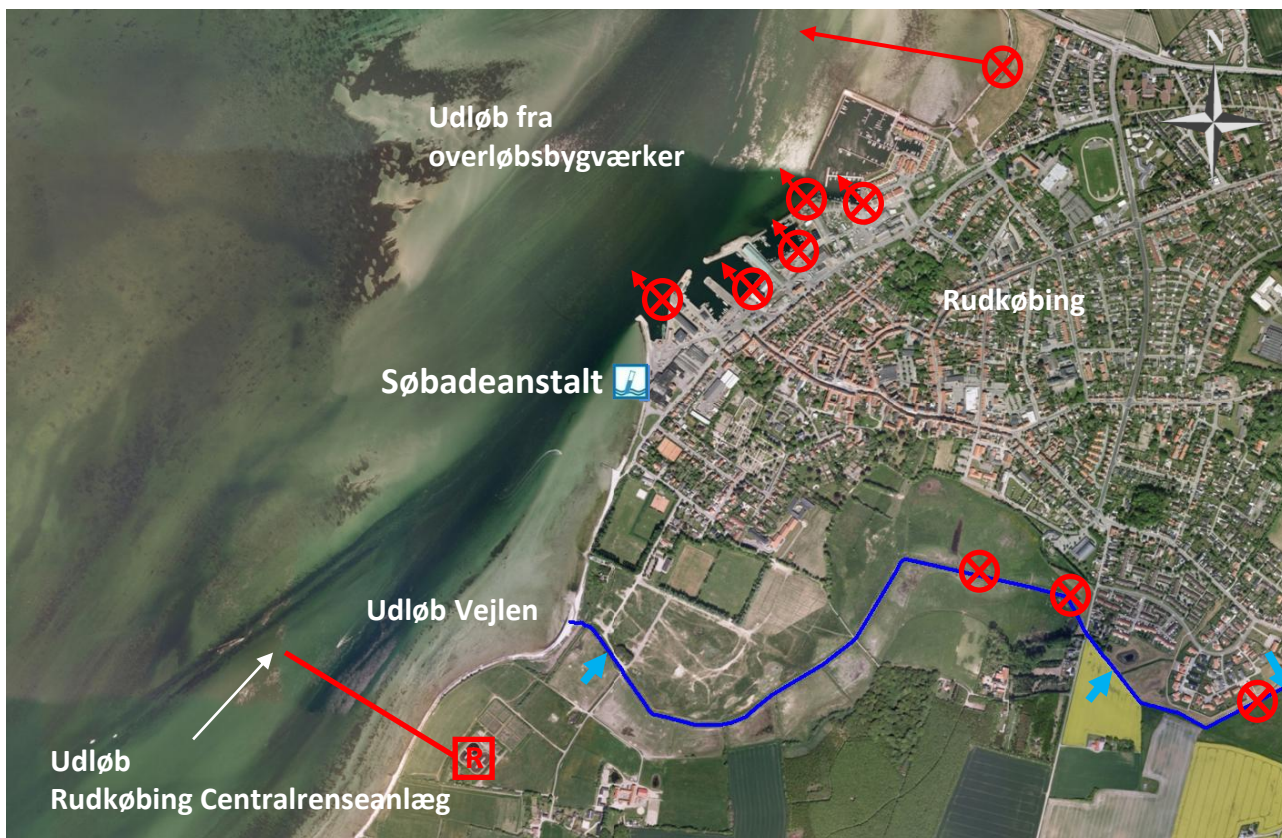 N
Udløb fra
overløbsbygværker
Rudkøbing
Søbadeanstalt
Udløb Vejlen
R
Udløb
Rudkøbing Centralrenseanlæg